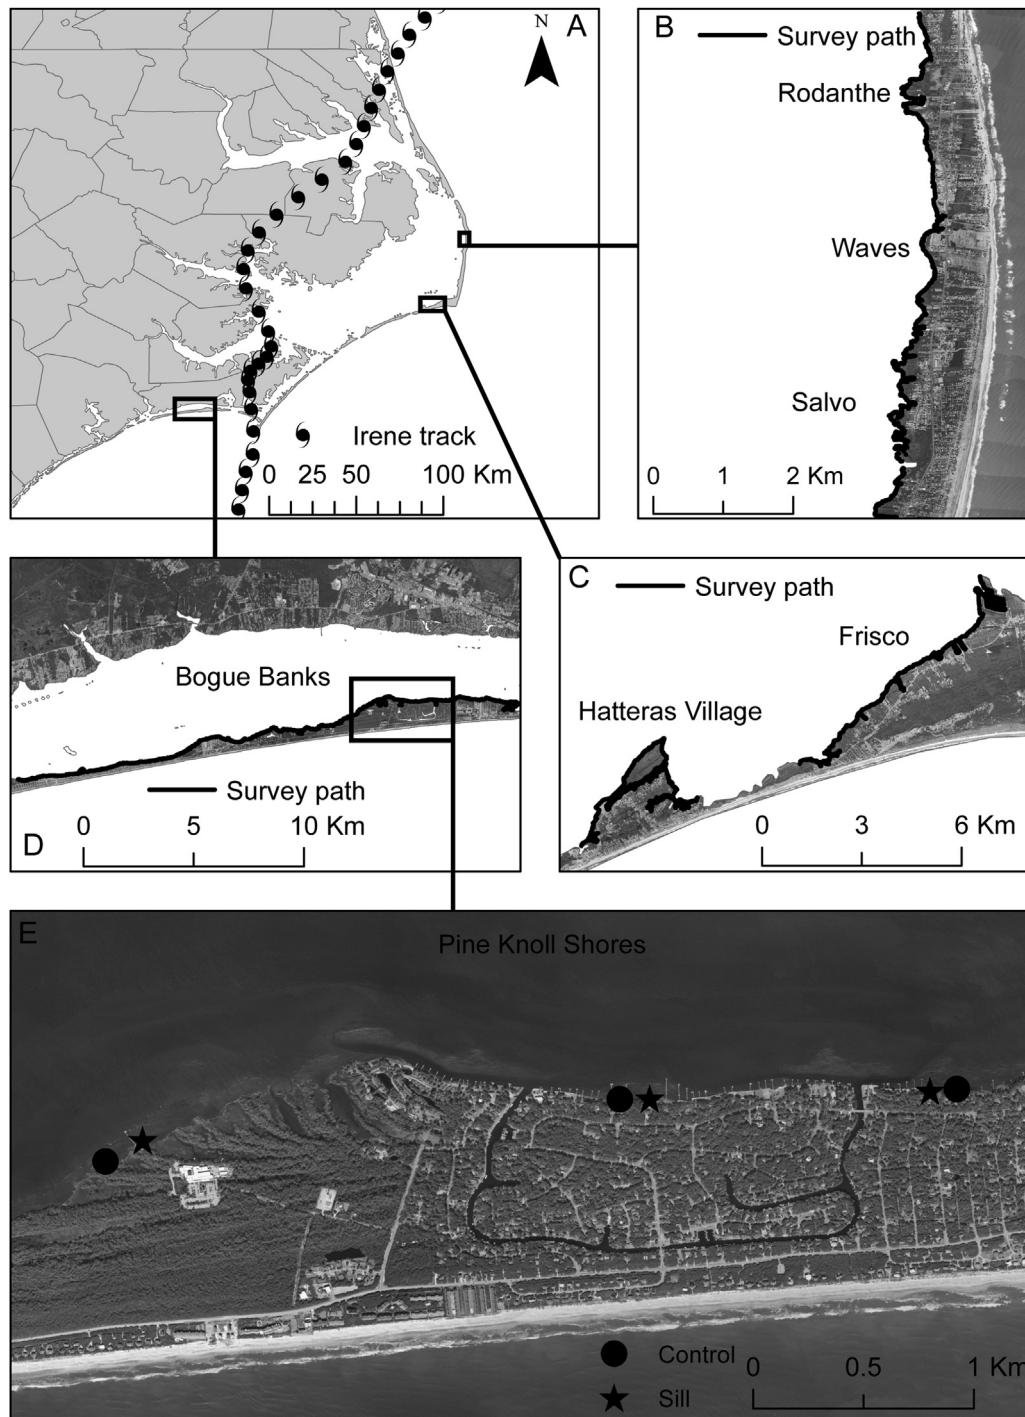 N
A
Irene track
0 25 50 100 Km
B
Survey path
Rodanthe
Waves
Salvo
0 1 2 Km
C
Survey path
Frisco
Hatteras Village
0 3 6 Km
Bogue Banks
Survey path
0 5 10 Km
D
E
Pine Knoll Shores
Control
Sill
0 0.5 1 Km